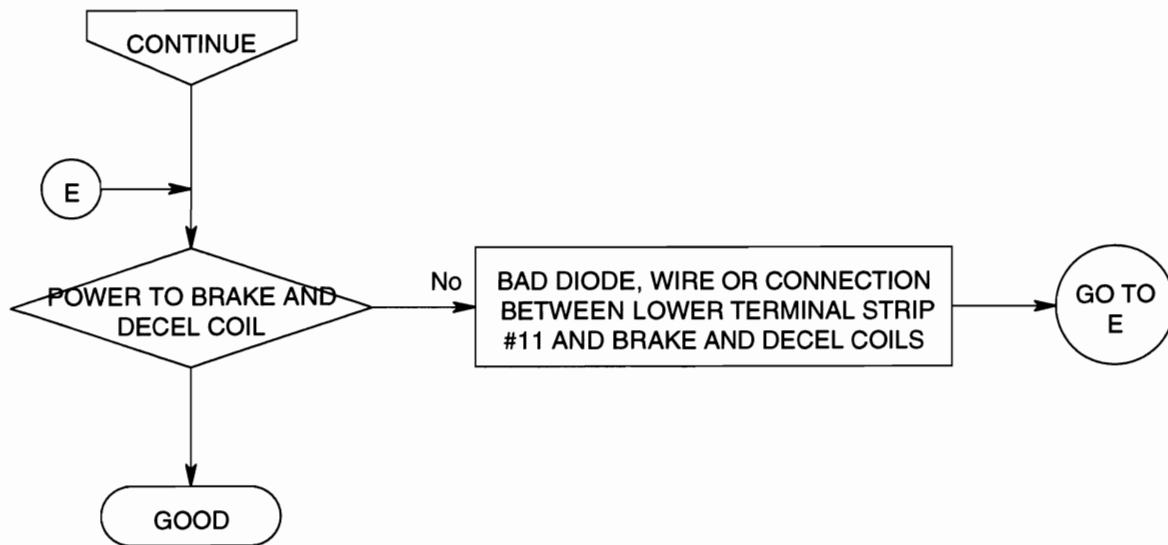 CONTINUE
E
POWER TO BRAKE AND
DECEL COIL
No
BAD DIODE, WIRE OR CONNECTION
BETWEEN LOWER TERMINAL STRIP
#11 AND BRAKE AND DECEL COILS
GO TO
E
GOOD